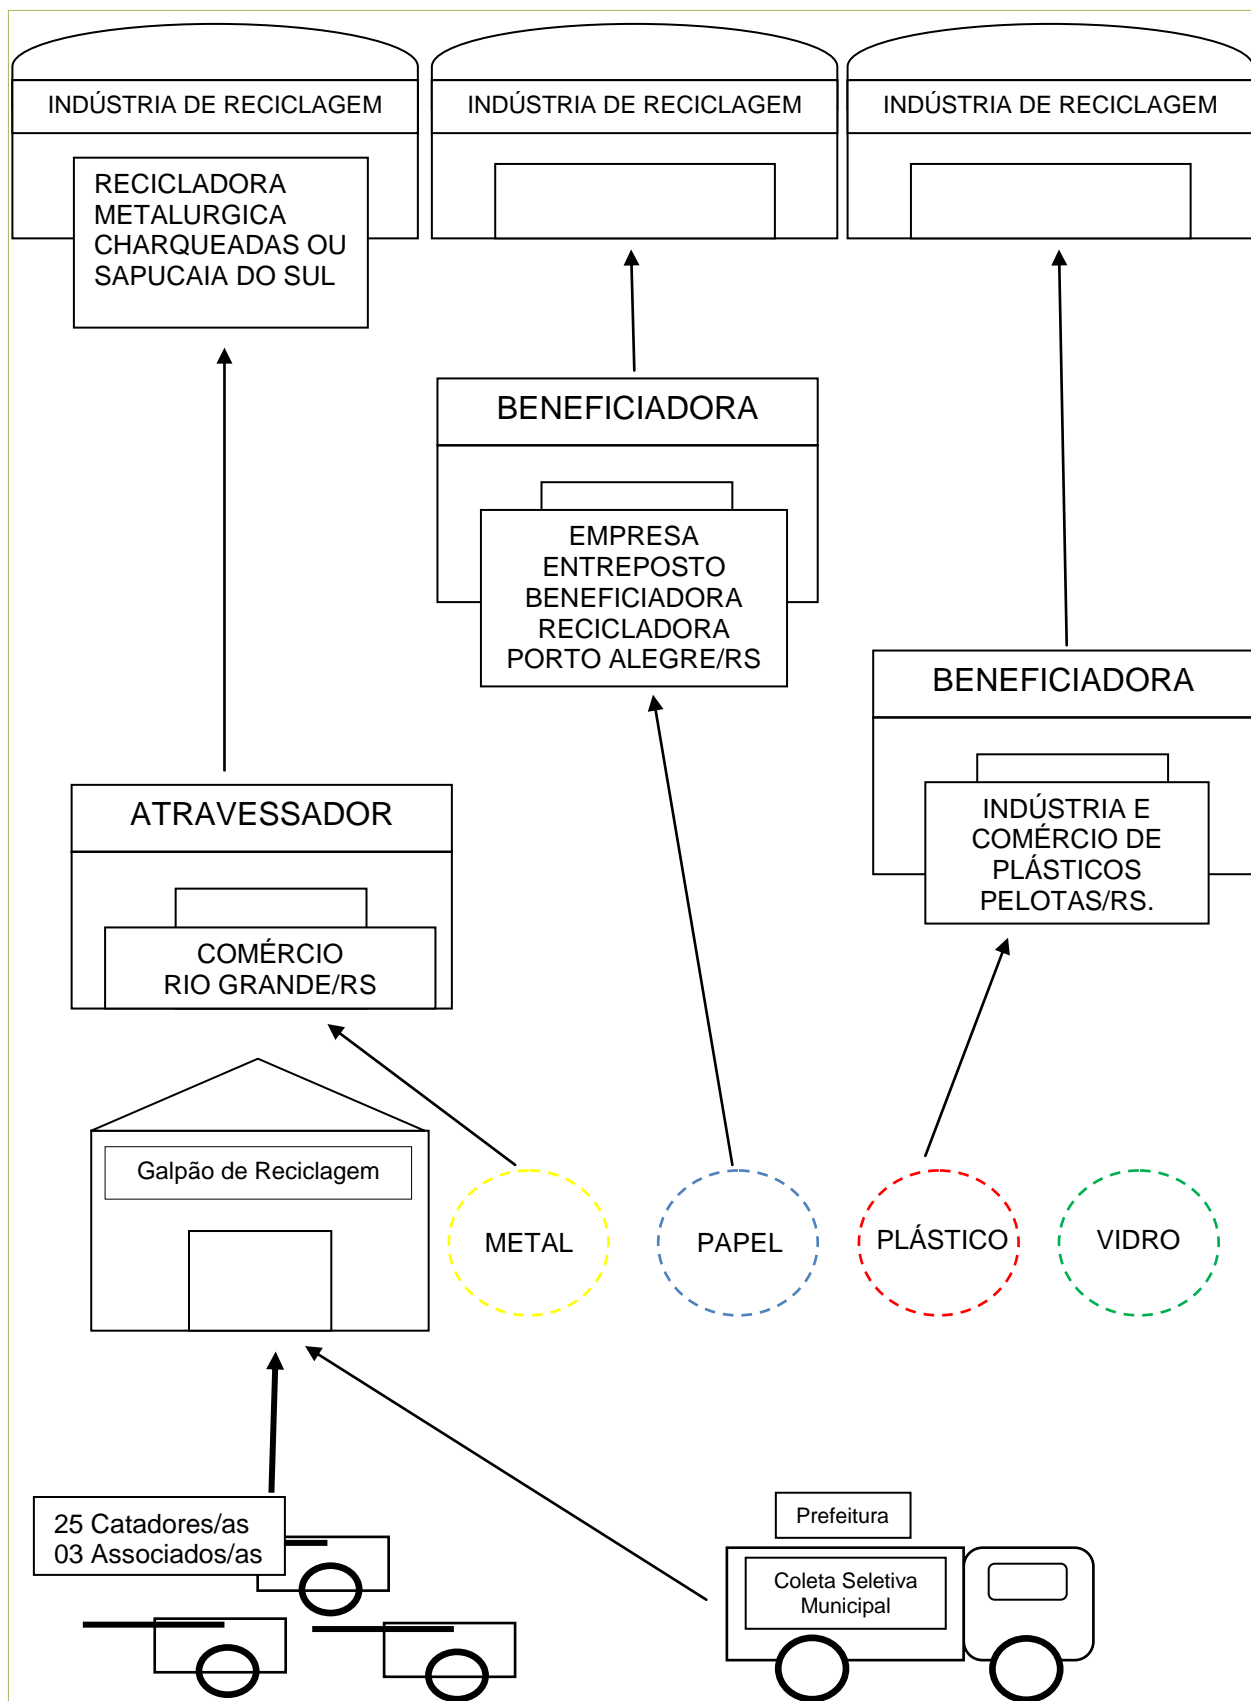 INDÚSTRIA DE RECICLAGEM
INDÚSTRIA DE RECICLAGEM
INDÚSTRIA DE RECICLAGEM
RECICLADORA
METALURGICA
CHARQUEADAS OU
SAPUCAIA DO SUL
BENEFICIADORA
EMPRESA
ENTREPOSTO
BENEFICIADORA
RECICLADORA
PORTO ALEGRE/RS
BENEFICIADORA
INDÚSTRIA E
COMÉRCIO DE
PLÁSTICOS
PELOTAS/RS.
ATRAVESSADOR
COMÉRCIO
RIO GRANDE/RS
Galpão de Reciclagem
METAL
PAPEL
PLÁSTICO
VIDRO
25 Catadores/as
03 Associados/as
Prefeitura
Coleta Seletiva
Municipal